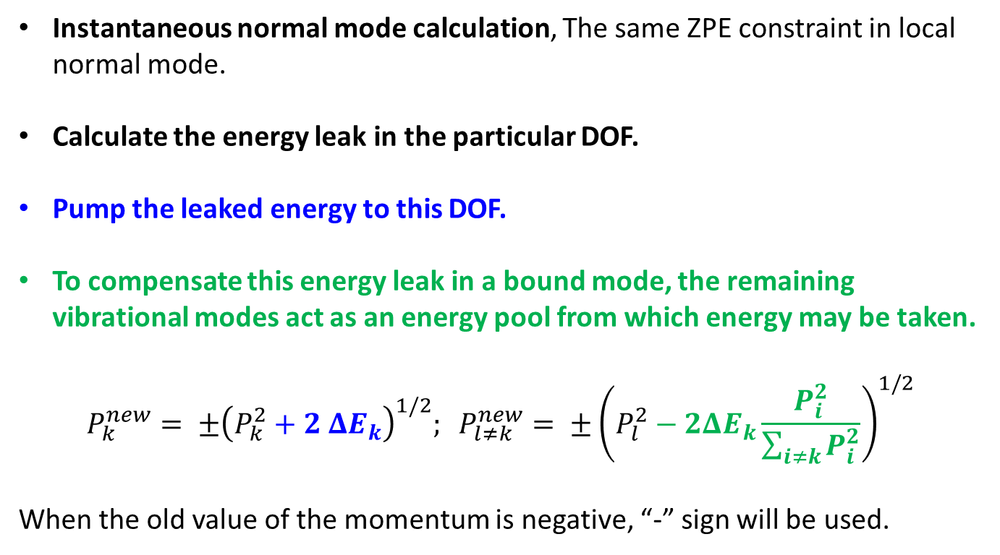 • Instantaneous normal mode calculation, The same ZPE constraint in local
normal mode.
• Calculate the energy leak in the particular DOF.
• Pump the leaked energy to this DOF.
• To compensate this energy leak in a bound mode, the remaining
vibrational modes act as an energy pool from which energy may be taken.
$P_k^{new} = \pm\left(P_k^2 + 2\,\Delta E_k\right)^{1/2};\ P_{l\neq k}^{new} = \pm\left(P_l^2 - 2\Delta E_k \frac{P_i^2}{\sum_{i\neq k} P_i^2}\right)^{1/2}$
When the old value of the momentum is negative, “-” sign will be used.